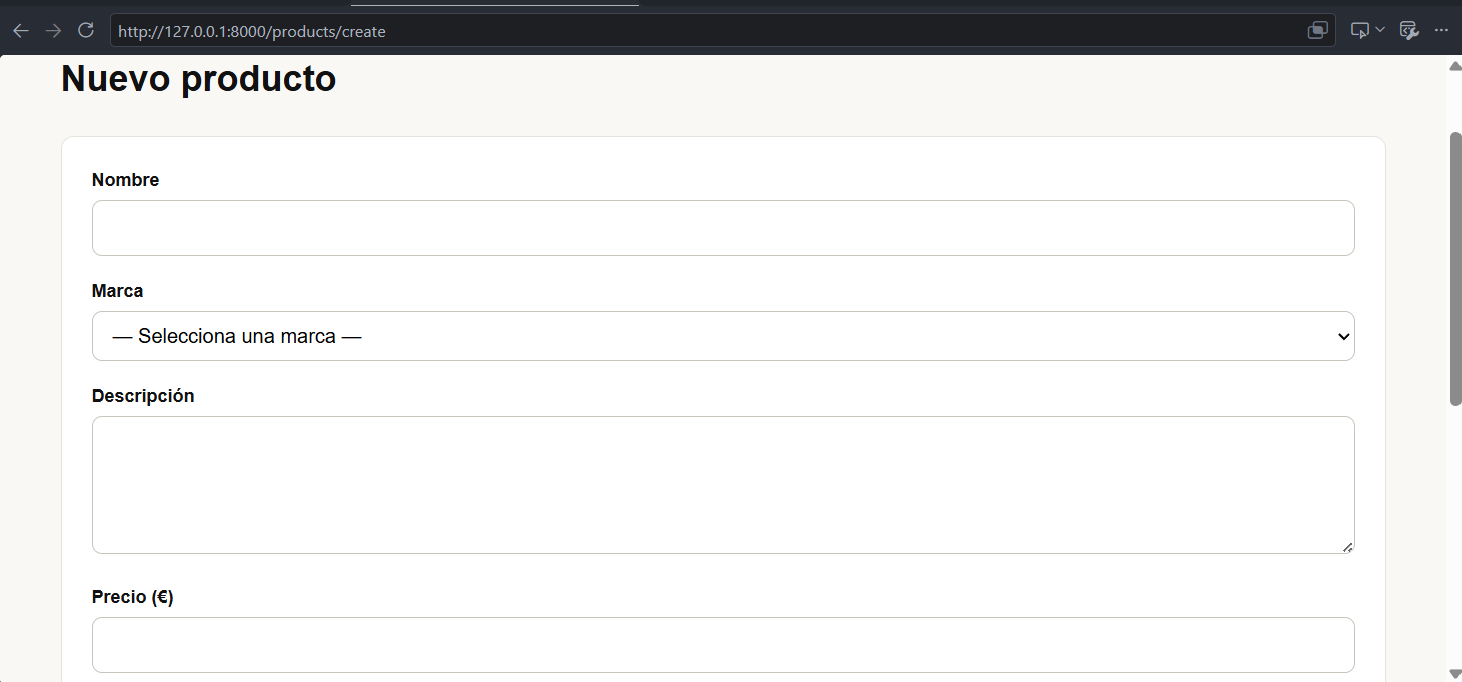 http://127.0.0.1:8000/products/create
Nuevo producto
Nombre
Marca
— Selecciona una marca —
Descripción
Precio (€)